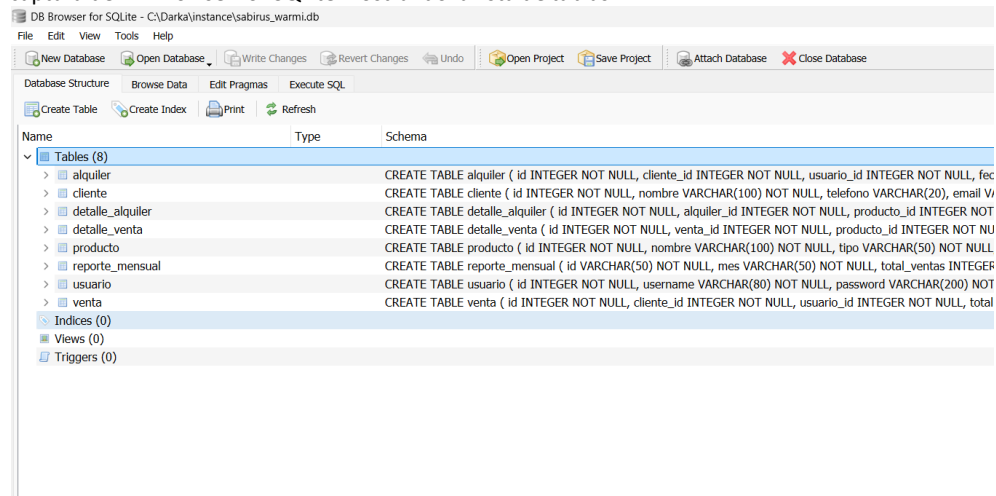 DB Browser for SQLite - C:\Darka\instance\sabirus_warmi.db
File Edit View Tools Help
New Database Open Database Write Changes Revert Changes Undo Open Project Save Project Attach Database Close Database
Database Structure Browse Data Edit Pragmas Execute SQL
Create Table Create Index Print Refresh
Name Type Schema
Tables (8)
alquiler CREATE TABLE alquiler ( id INTEGER NOT NULL, cliente_id INTEGER NOT NULL, usuario_id INTEGER NOT NULL, fec
cliente CREATE TABLE cliente ( id INTEGER NOT NULL, nombre VARCHAR(100) NOT NULL, telefono VARCHAR(20), email VA
detalle_alquiler CREATE TABLE detalle_alquiler ( id INTEGER NOT NULL, alquiler_id INTEGER NOT NULL, producto_id INTEGER NOT
detalle_venta CREATE TABLE detalle_venta ( id INTEGER NOT NULL, venta_id INTEGER NOT NULL, producto_id INTEGER NOT NU
producto CREATE TABLE producto ( id INTEGER NOT NULL, nombre VARCHAR(100) NOT NULL, tipo VARCHAR(50) NOT NULL
reporte_mensual CREATE TABLE reporte_mensual ( id VARCHAR(50) NOT NULL, mes VARCHAR(50) NOT NULL, total_ventas INTEGER
usuario CREATE TABLE usuario ( id INTEGER NOT NULL, username VARCHAR(80) NOT NULL, password VARCHAR(200) NOT
venta CREATE TABLE venta ( id INTEGER NOT NULL, cliente_id INTEGER NOT NULL, usuario_id INTEGER NOT NULL, total
Indices (0)
Views (0)
Triggers (0)